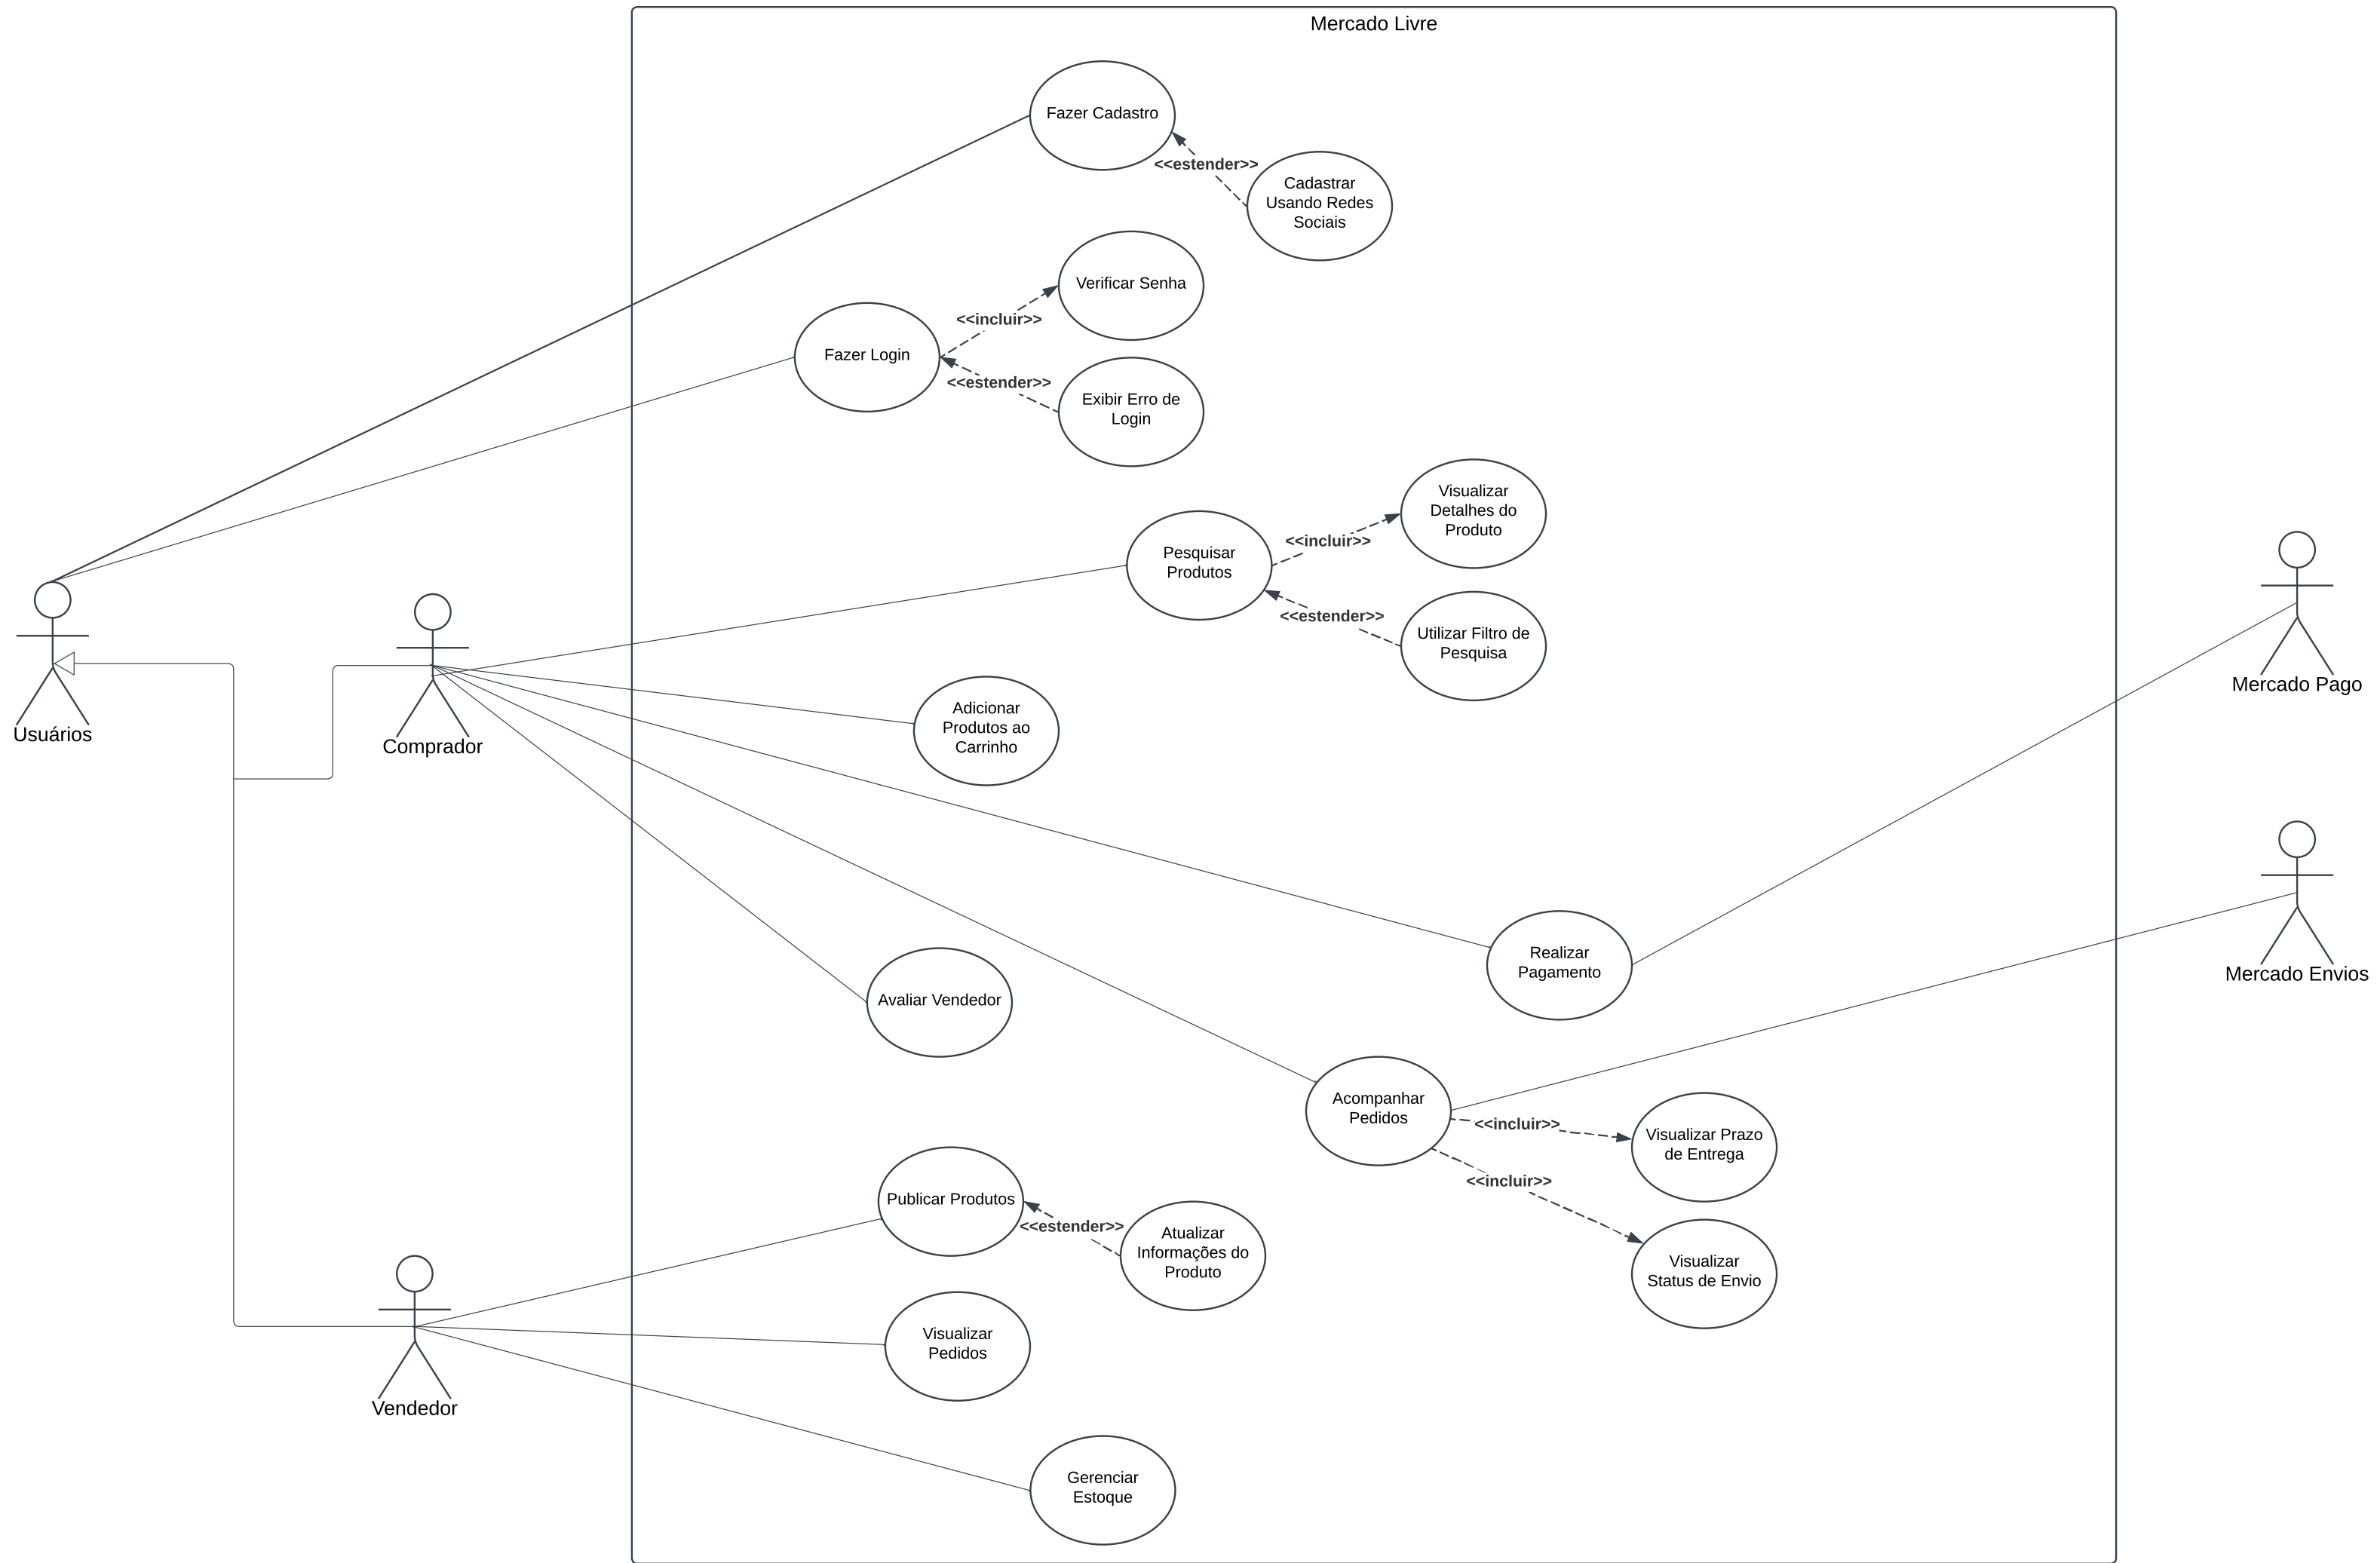 Mercado Livre
Fazer Cadastro
<<estender>>
Cadastrar
Usando Redes
Sociais
Verificar Senha
<<incluir>>
Fazer Login
<<estender>>
Exibir Erro de
Login
Visualizar
Detalhes do
Produto
<<incluir>>
Pesquisar
Produtos
<<estender>>
Utilizar Filtro de
Pesquisa
Mercado Pago
Usuários
Comprador
Adicionar
Produtos ao
Carrinho
Realizar
Pagamento
Mercado Envios
Avaliar Vendedor
Acompanhar
Pedidos
<<incluir>>
Visualizar Prazo
de Entrega
<<incluir>>
Visualizar
Status de Envio
Publicar Produtos
<<estender>>
Atualizar
Informações do
Produto
Visualizar
Pedidos
Vendedor
Gerenciar
Estoque